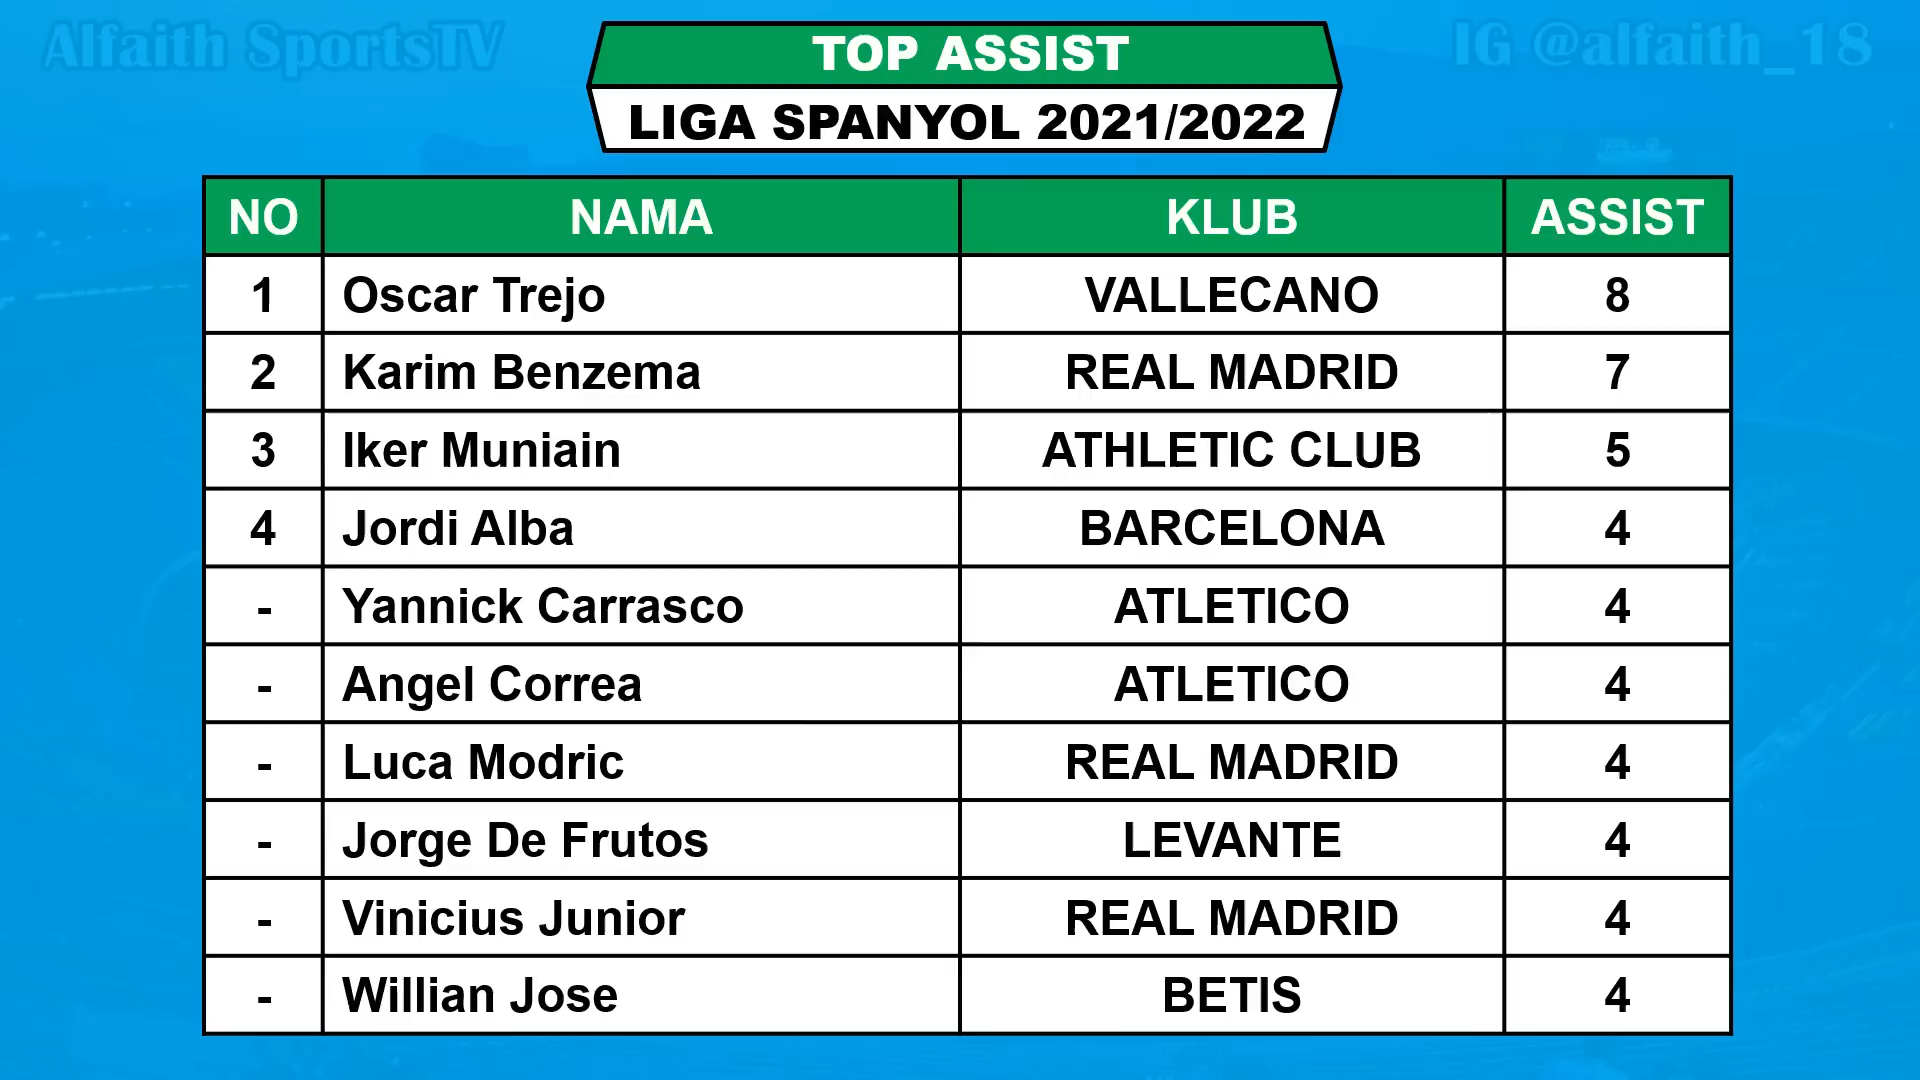 Alfaith SportsTV
IG @alfaith_18
TOP ASSIST
LIGA SPANYOL 2021/2022
NO NAMA KLUB ASSIST
1 Oscar Trejo VALLECANO 8
2 Karim Benzema REAL MADRID 7
3 Iker Muniain ATHLETIC CLUB 5
4 Jordi Alba BARCELONA 4
- Yannick Carrasco ATLETICO 4
- Angel Correa ATLETICO 4
- Luca Modric REAL MADRID 4
- Jorge De Frutos LEVANTE 4
- Vinicius Junior REAL MADRID 4
- Willian Jose BETIS 4